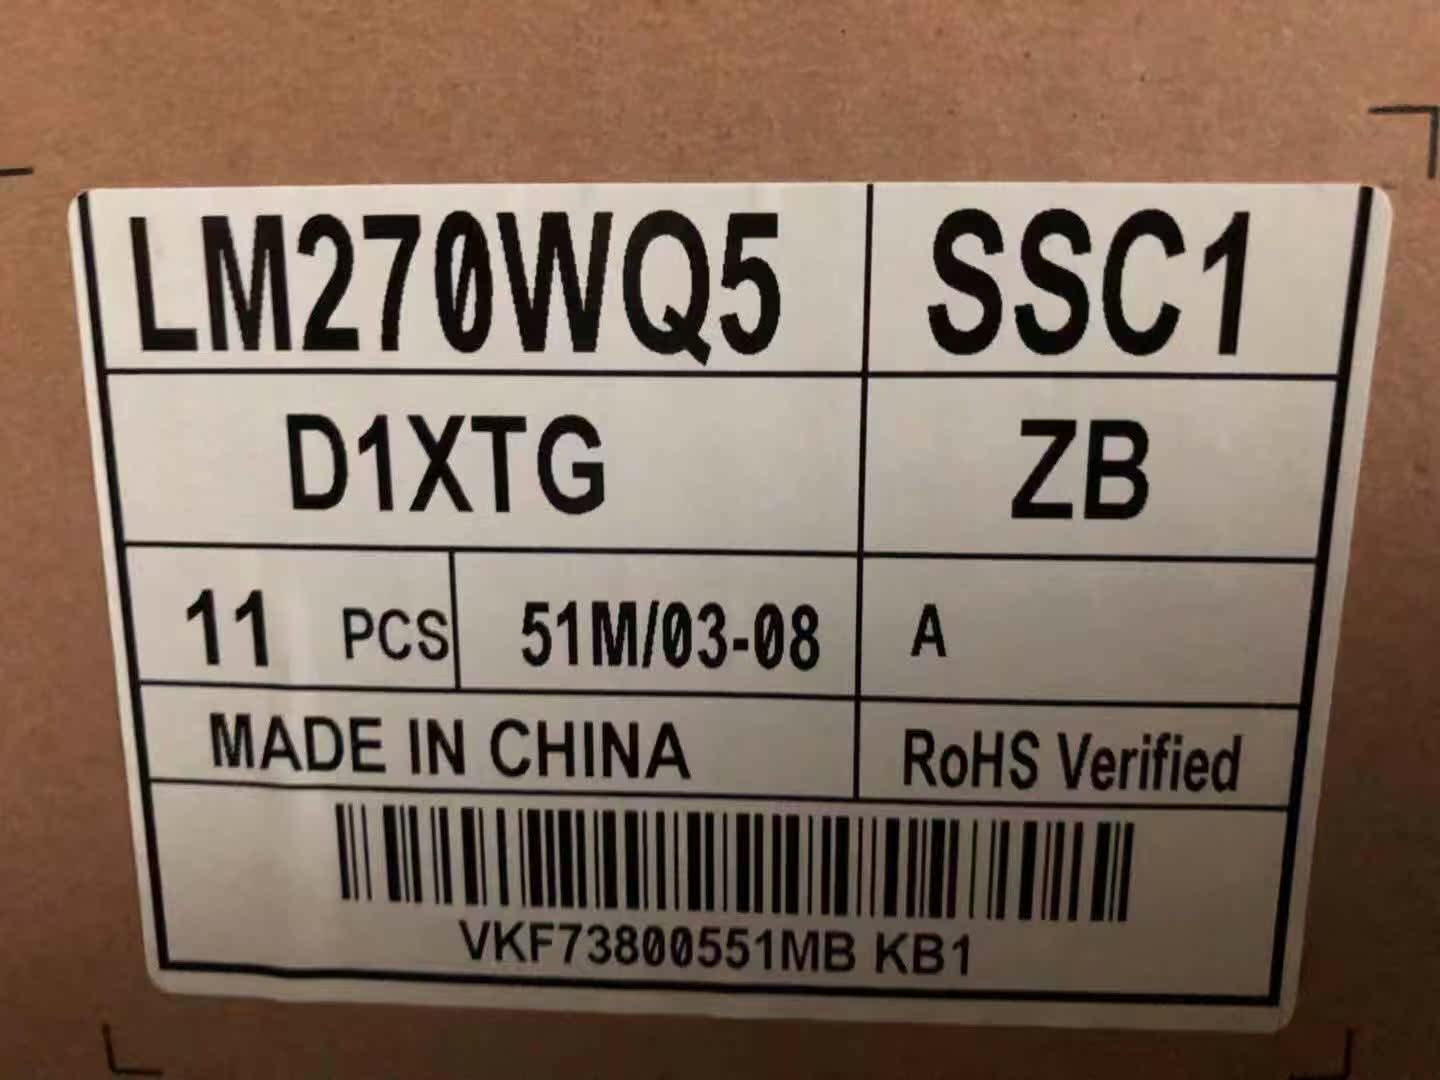 LM270WQ5 SSC1
D1XTG ZB
11 PCS 51M/03-08 A
MADE IN CHINA RoHS Verified
VKF73800551MB KB1